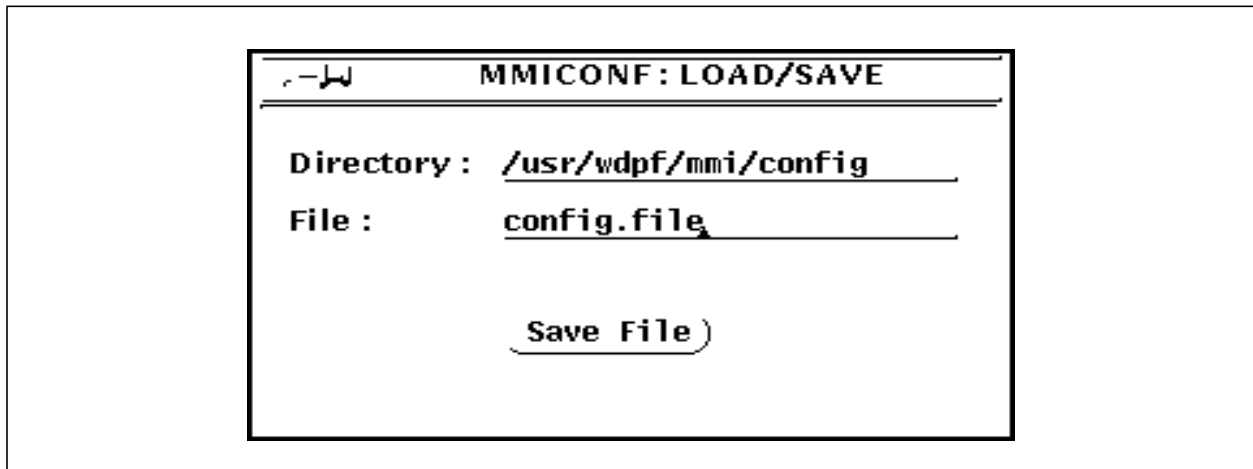 MMICONF:LOAD/SAVE
Directory: /usr/wdpf/mmi/config
File: config.file
Save File